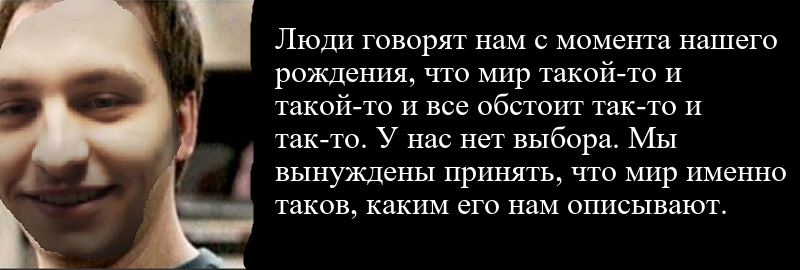 Люди говорят нам с момента нашего
рождения, что мир такой-то и
такой-то и все обстоит так-то и
так-то. У нас нет выбора. Мы
вынуждены принять, что мир именно
таков, каким его нам описывают.